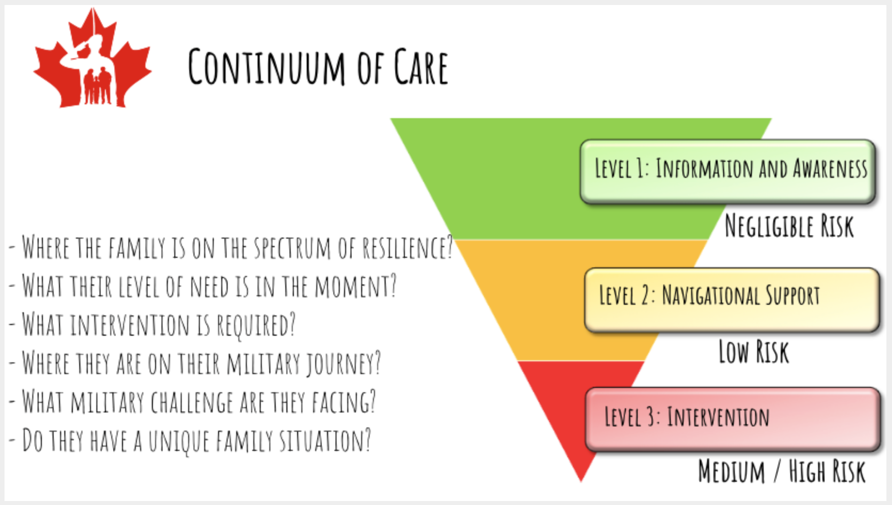 Continuum of Care
Level 1: Information and Awareness
Negligible Risk
- Where the family is on the spectrum of resilience?
- What their level of need is in the moment?
- What intervention is required?
- Where they are on their military journey?
- What military challenge are they facing?
- Do they have a unique family situation?
Level 2: Navigational Support
Low Risk
Level 3: Intervention
Medium / High Risk